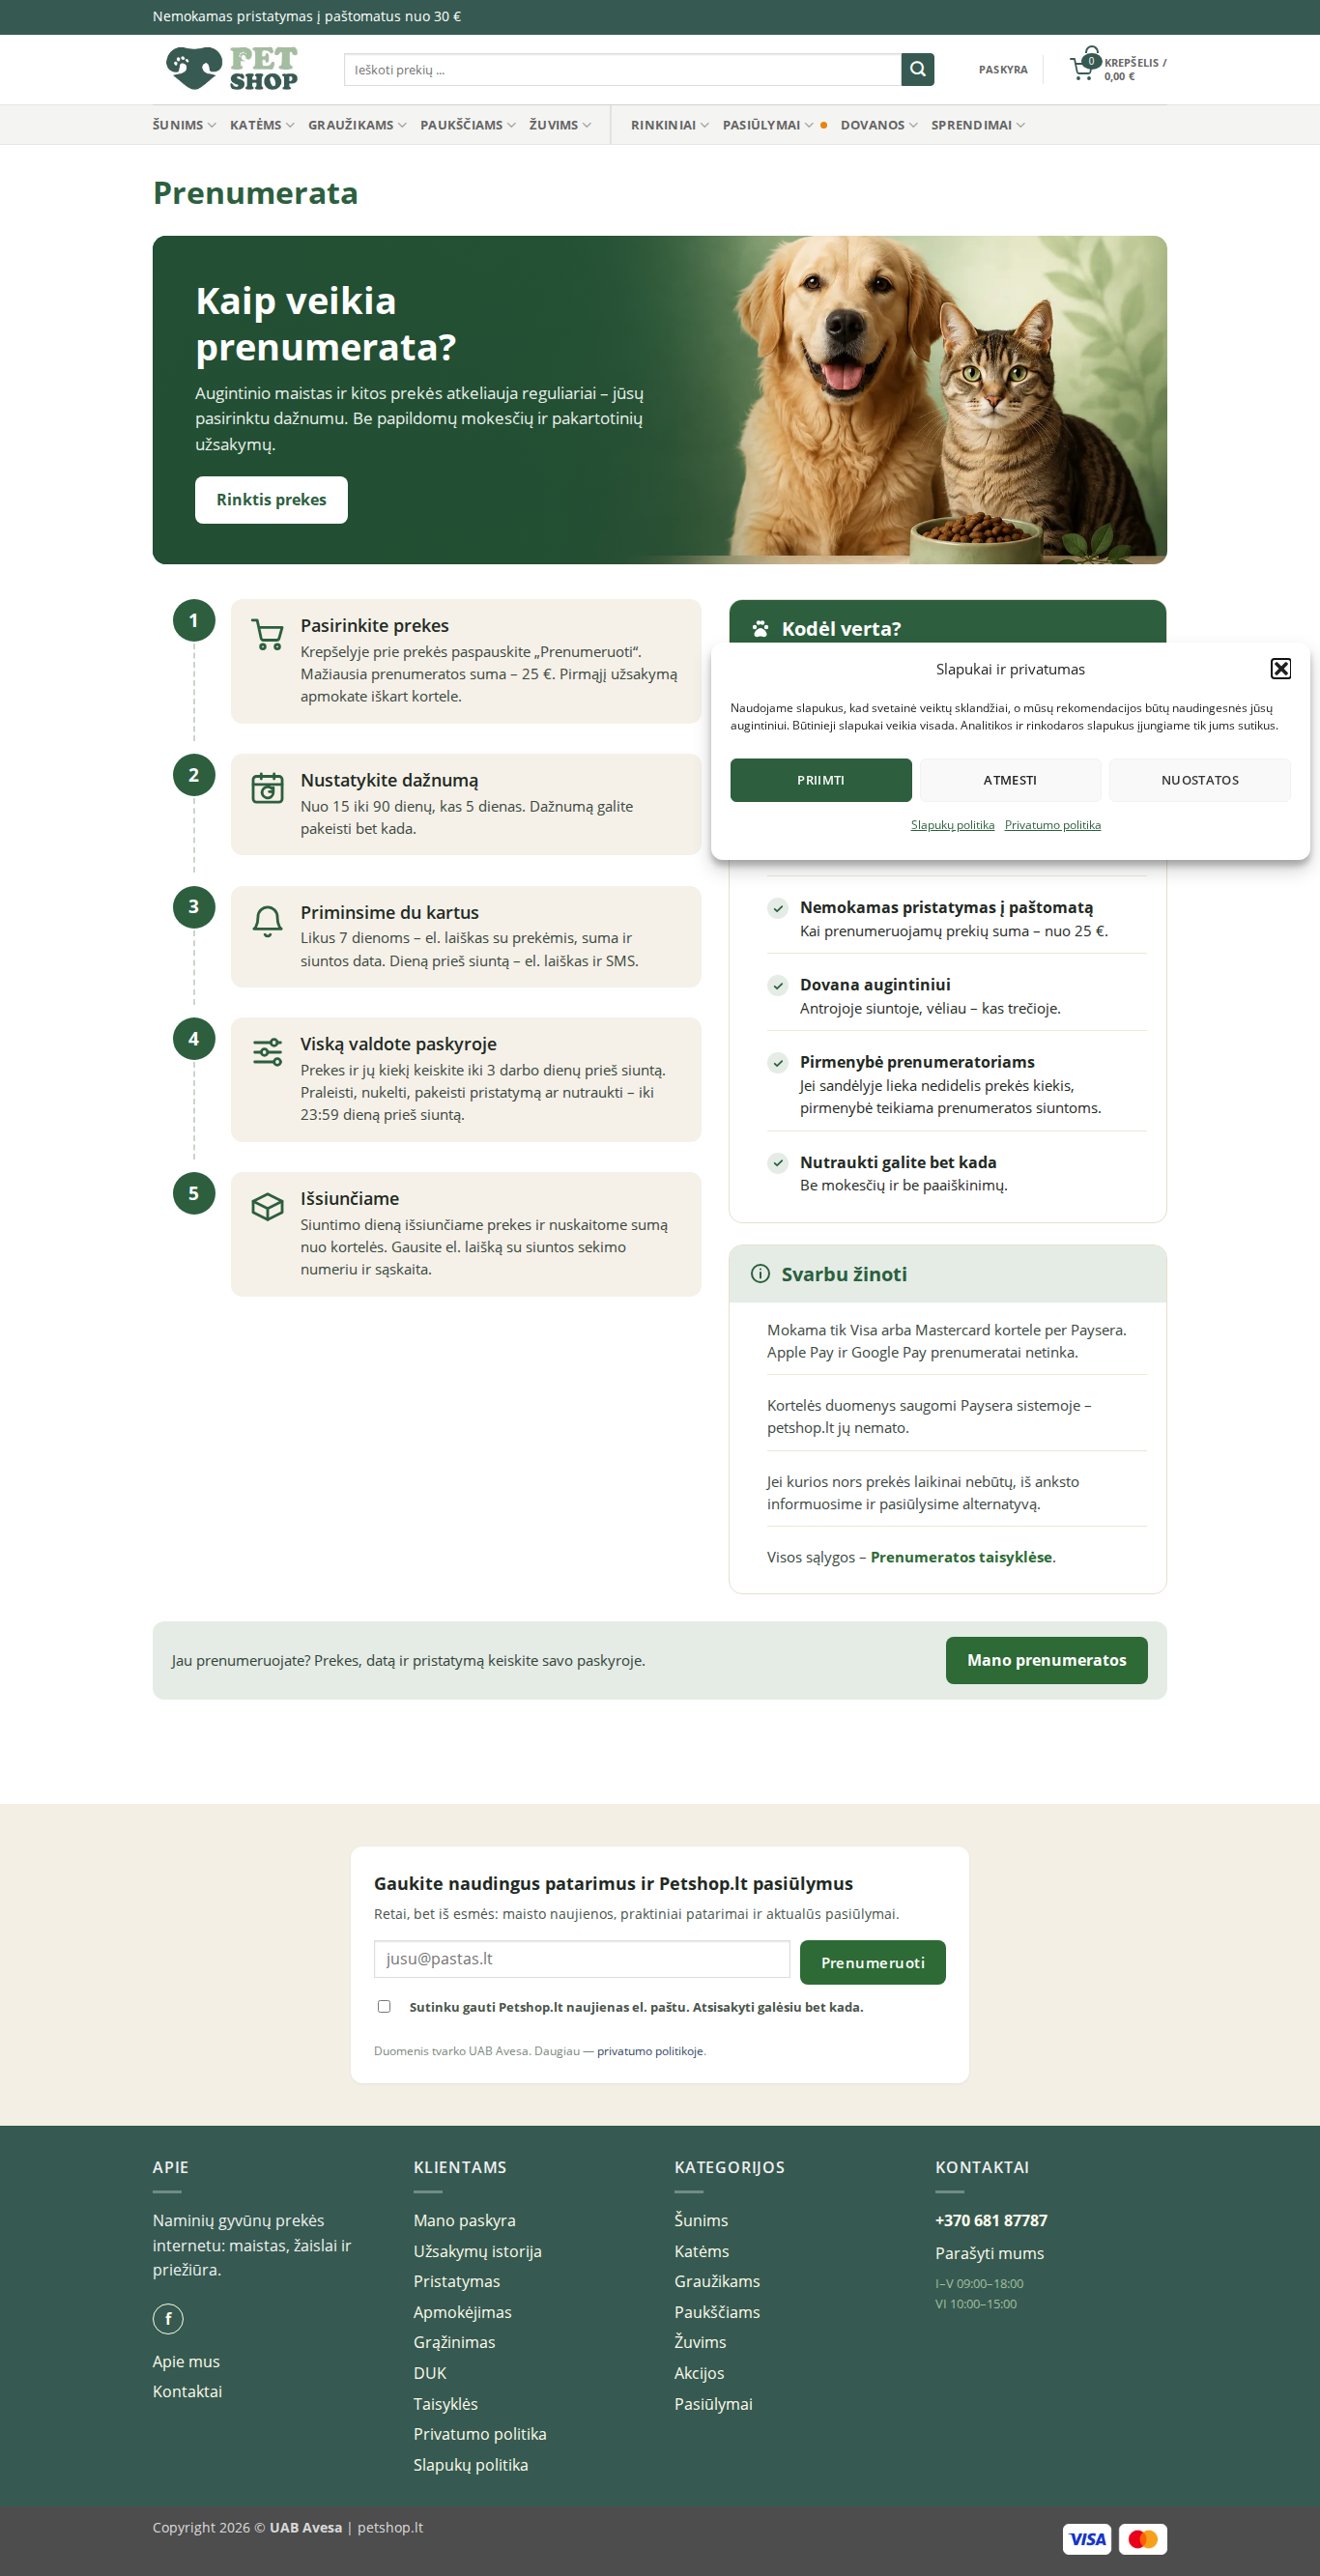 Nemokamas pristatymas į paštomatus nuo 30 €
PET
SHOP
Ieškoti prekių ...
PASKYRA
0
KREPŠELIS /
0,00 €
ŠUNIMS
KATĖMS
GRAUŽIKAMS
PAUKŠČIAMS
ŽUVIMS
RINKINIAI
PASIŪLYMAI
DOVANOS
SPRENDIMAI
Prenumerata
Kaip veikia
prenumerata?
Augintinio maistas ir kitos prekės atkeliauja reguliariai – jūsų
pasirinktu dažnumu. Be papildomų mokesčių ir pakartotinių
užsakymų.
Rinktis prekes
1
Pasirinkite prekes
Krepšelyje prie prekės paspauskite „Prenumeruoti“.
Mažiausia prenumeratos suma – 25 €. Pirmąjį užsakymą
apmokate iškart kortele.
2
Nustatykite dažnumą
Nuo 15 iki 90 dienų, kas 5 dienas. Dažnumą galite
pakeisti bet kada.
3
Priminsime du kartus
Likus 7 dienoms – el. laiškas su prekėmis, suma ir
siuntos data. Dieną prieš siuntą – el. laiškas ir SMS.
4
Viską valdote paskyroje
Prekes ir jų kiekį keiskite iki 3 darbo dienų prieš siuntą.
Praleisti, nukelti, pakeisti pristatymą ar nutraukti – iki
23:59 dieną prieš siuntą.
5
Išsiunčiame
Siuntimo dieną išsiunčiame prekes ir nuskaitome sumą
nuo kortelės. Gausite el. laišką su siuntos sekimo
numeriu ir sąskaita.
Kodėl verta?
Slapukai ir privatumas
Naudojame slapukus, kad svetainė veiktų sklandžiai, o mūsų rekomendacijos būtų naudingesnės jūsų
augintiniui. Būtinieji slapukai veikia visada. Analitikos ir rinkodaros slapukus įjungiame tik jums sutikus.
PRIIMTI
ATMESTI
NUOSTATOS
Slapukų politika
Privatumo politika
Nemokamas pristatymas į paštomatą
Kai prenumeruojamų prekių suma – nuo 25 €.
Dovana augintiniui
Antrojoje siuntoje, vėliau – kas trečioje.
Pirmenybė prenumeratoriams
Jei sandėlyje lieka nedidelis prekės kiekis,
pirmenybė teikiama prenumeratos siuntoms.
Nutraukti galite bet kada
Be mokesčių ir be paaiškinimų.
Svarbu žinoti
Mokama tik Visa arba Mastercard kortele per Paysera.
Apple Pay ir Google Pay prenumeratai netinka.
Kortelės duomenys saugomi Paysera sistemoje –
petshop.lt jų nemato.
Jei kurios nors prekės laikinai nebūtų, iš anksto
informuosime ir pasiūlysime alternatyvą.
Visos sąlygos – Prenumeratos taisyklėse.
Jau prenumeruojate? Prekes, datą ir pristatymą keiskite savo paskyroje.
Mano prenumeratos
Gaukite naudingus patarimus ir Petshop.lt pasiūlymus
Retai, bet iš esmės: maisto naujienos, praktiniai patarimai ir aktualūs pasiūlymai.
jusu@pastas.lt
Prenumeruoti
Sutinku gauti Petshop.lt naujienas el. paštu. Atsisakyti galėsiu bet kada.
Duomenis tvarko UAB Avesa. Daugiau — privatumo politikoje.
APIE
Naminių gyvūnų prekės
internetu: maistas, žaislai ir
priežiūra.
f
Apie mus
Kontaktai
KLIENTAMS
Mano paskyra
Užsakymų istorija
Pristatymas
Apmokėjimas
Grąžinimas
DUK
Taisyklės
Privatumo politika
Slapukų politika
KATEGORIJOS
Šunims
Katėms
Graužikams
Paukščiams
Žuvims
Akcijos
Pasiūlymai
KONTAKTAI
+370 681 87787
Parašyti mums
I–V 09:00–18:00
VI 10:00–15:00
Copyright 2026 © UAB Avesa | petshop.lt
VISA